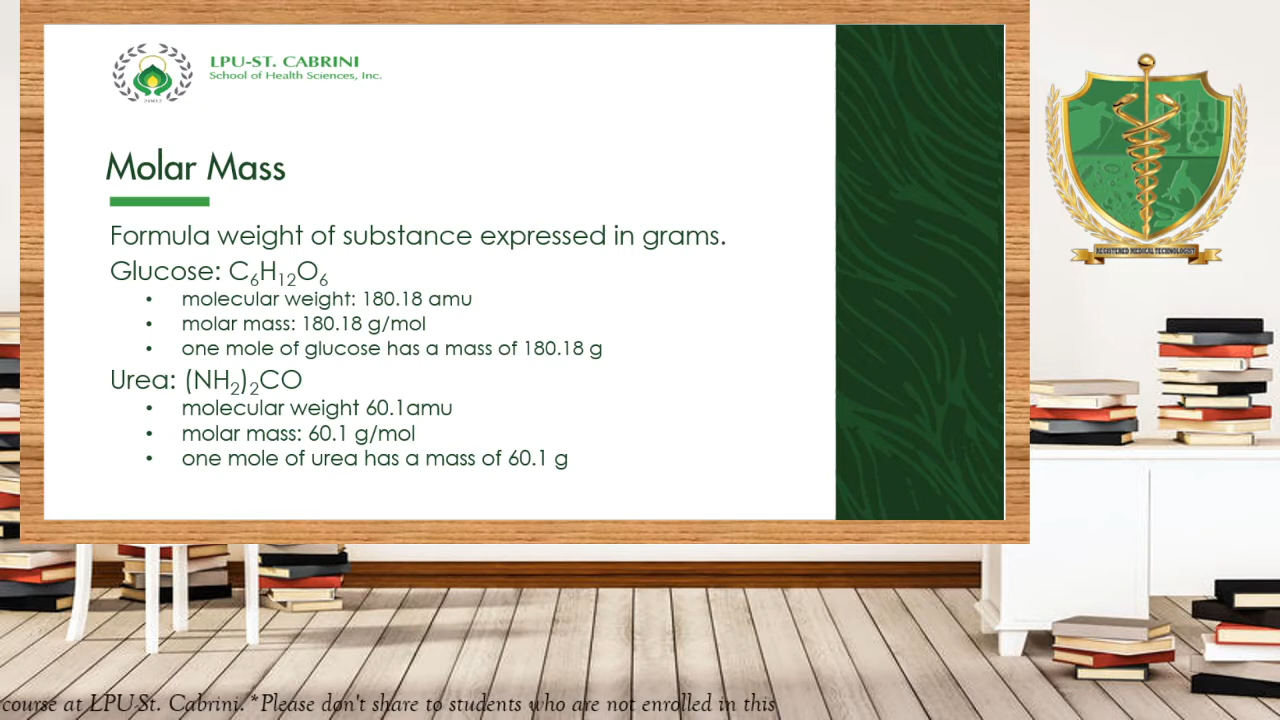 LPU-ST. CABRINI
School of Health Sciences, Inc.
Molar Mass
Formula weight of substance expressed in grams.
Glucose: C₆H₁₂O₆
• molecular weight: 180.18 amu
• molar mass: 180.18 g/mol
• one mole of glucose has a mass of 180.18 g
Urea: (NH₂)₂CO
• molecular weight 60.1amu
• molar mass: 60.1 g/mol
• one mole of urea has a mass of 60.1 g
REGISTERED MEDICAL TECHNOLOGIST
course at LPU-St. Cabrini. *Please don't share to students who are not enrolled in this